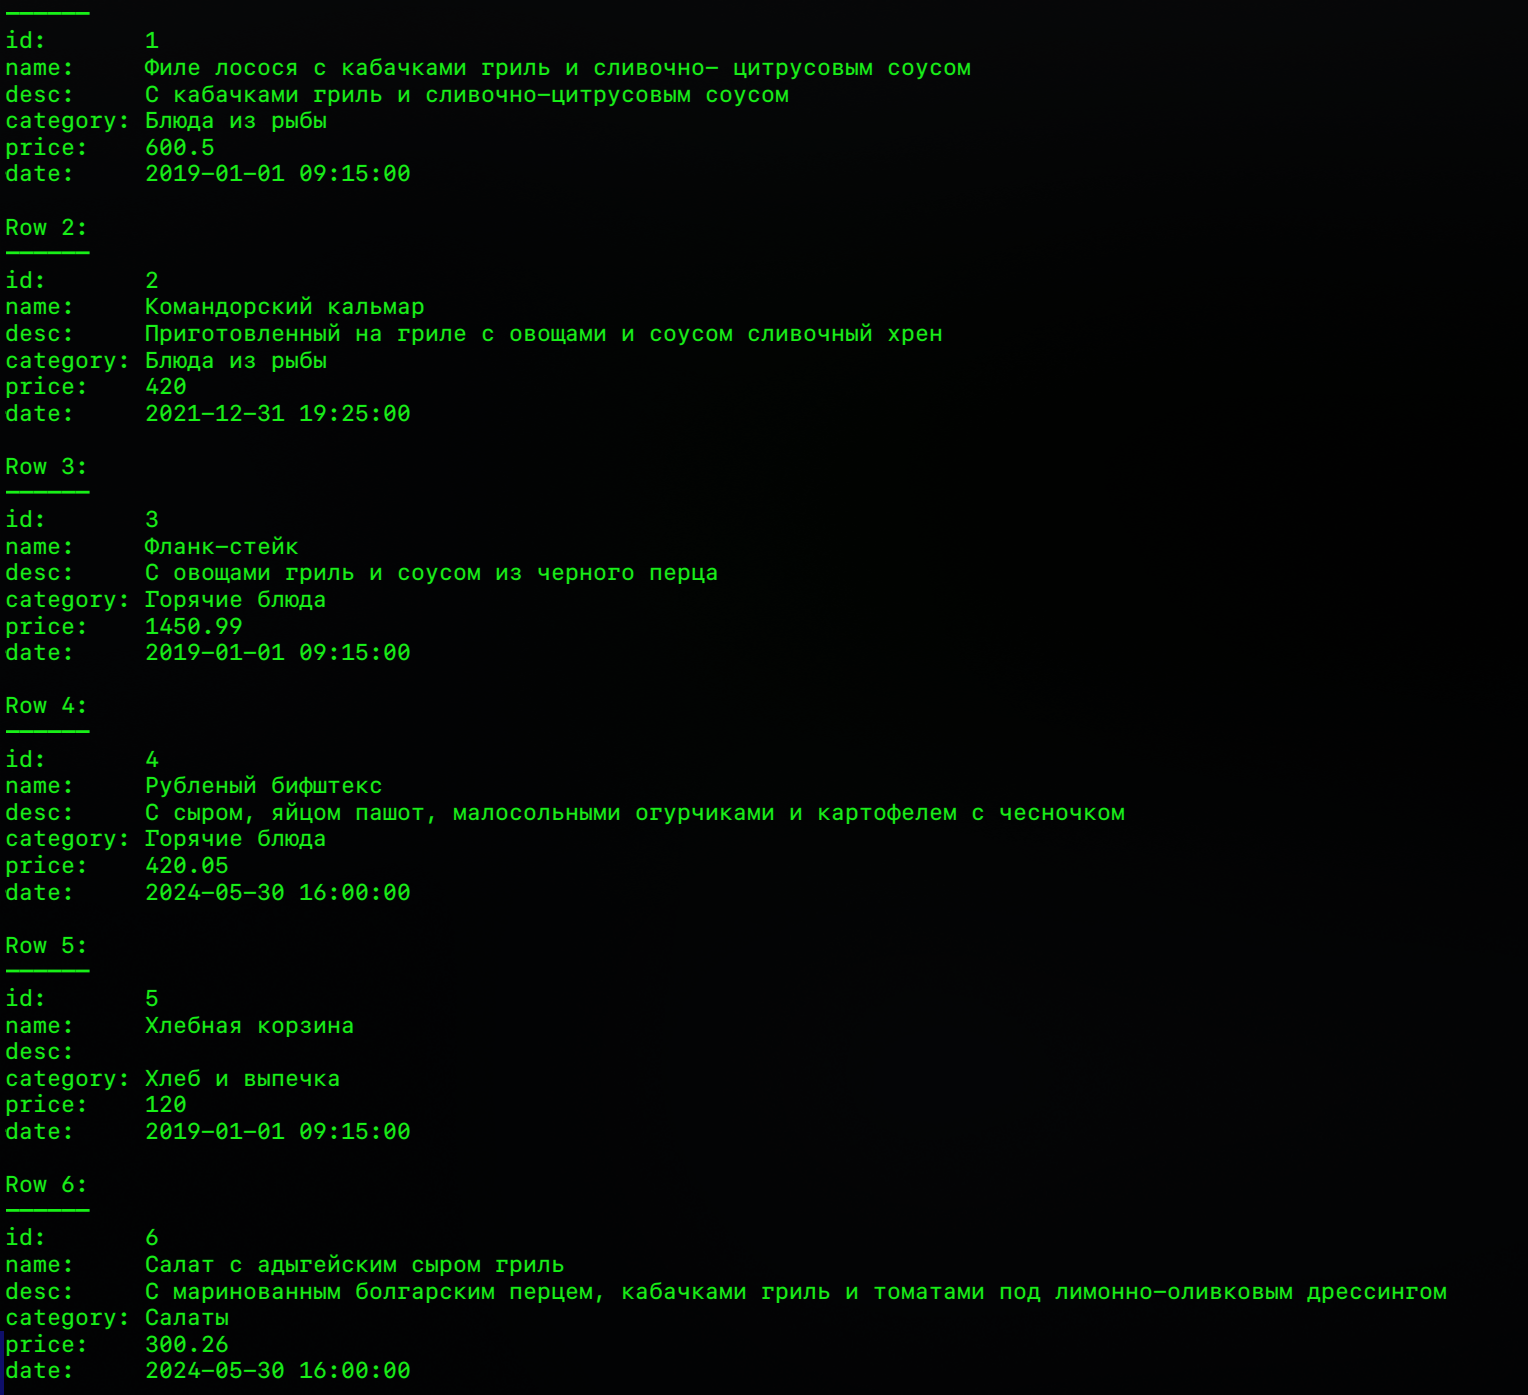 ──────
id:       1
name:     Филе лосося с кабачками гриль и сливочно- цитрусовым соусом
desc:     С кабачками гриль и сливочно-цитрусовым соусом
category: Блюда из рыбы
price:    600.5
date:     2019-01-01 09:15:00

Row 2:
──────
id:       2
name:     Командорский кальмар
desc:     Приготовленный на гриле с овощами и соусом сливочный хрен
category: Блюда из рыбы
price:    420
date:     2021-12-31 19:25:00

Row 3:
──────
id:       3
name:     Фланк-стейк
desc:     С овощами гриль и соусом из черного перца
category: Горячие блюда
price:    1450.99
date:     2019-01-01 09:15:00

Row 4:
──────
id:       4
name:     Рубленый бифштекс
desc:     С сыром, яйцом пашот, малосольными огурчиками и картофелем с чесночком
category: Горячие блюда
price:    420.05
date:     2024-05-30 16:00:00

Row 5:
──────
id:       5
name:     Хлебная корзина
desc:
category: Хлеб и выпечка
price:    120
date:     2019-01-01 09:15:00

Row 6:
──────
id:       6
name:     Салат с адыгейским сыром гриль
desc:     С маринованным болгарским перцем, кабачками гриль и томатами под лимонно-оливковым дрессингом
category: Салаты
price:    300.26
date:     2024-05-30 16:00:00